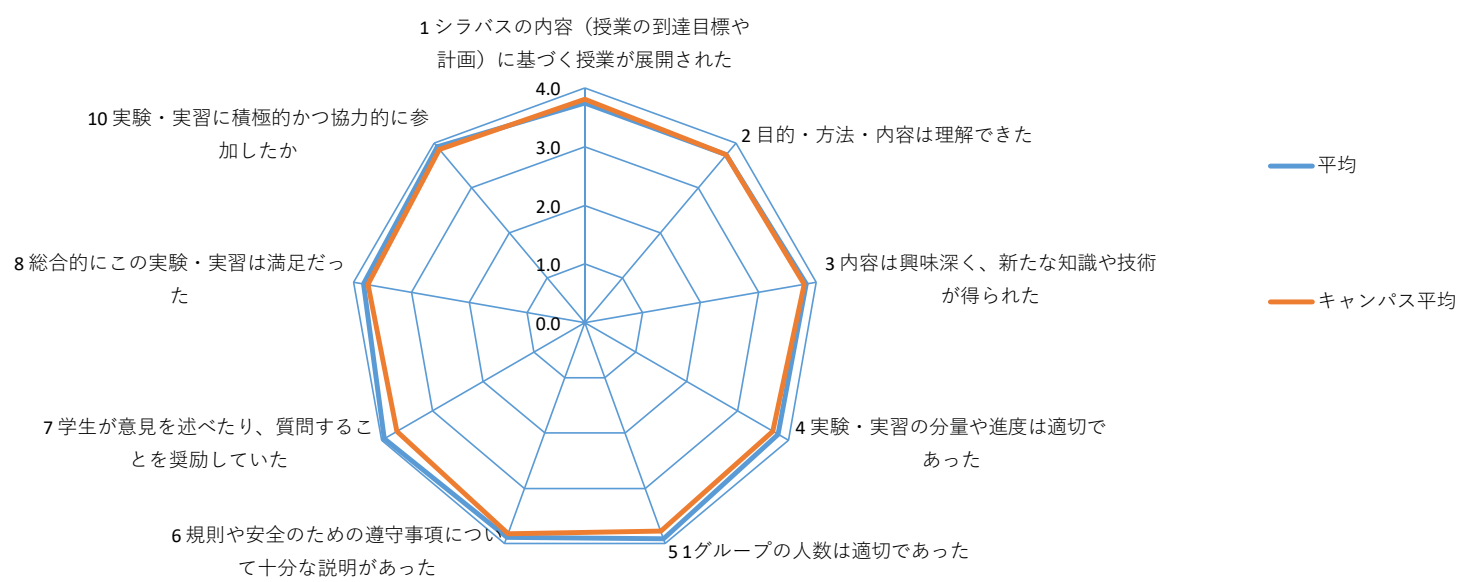 1 シラバスの内容（授業の到達目標や
計画）に基づく授業が展開された
4.0
3.0
2.0
1.0
0.0
2 目的・方法・内容は理解できた
3 内容は興味深く、新たな知識や技術
が得られた
4 実験・実習の分量や進度は適切で
あった
5 1グループの人数は適切であった
6 規則や安全のための遵守事項につい
て十分な説明があった
7 学生が意見を述べたり、質問するこ
とを奨励していた
8 総合的にこの実験・実習は満足だっ
た
10 実験・実習に積極的かつ協力的に参
加したか
平均
キャンパス平均